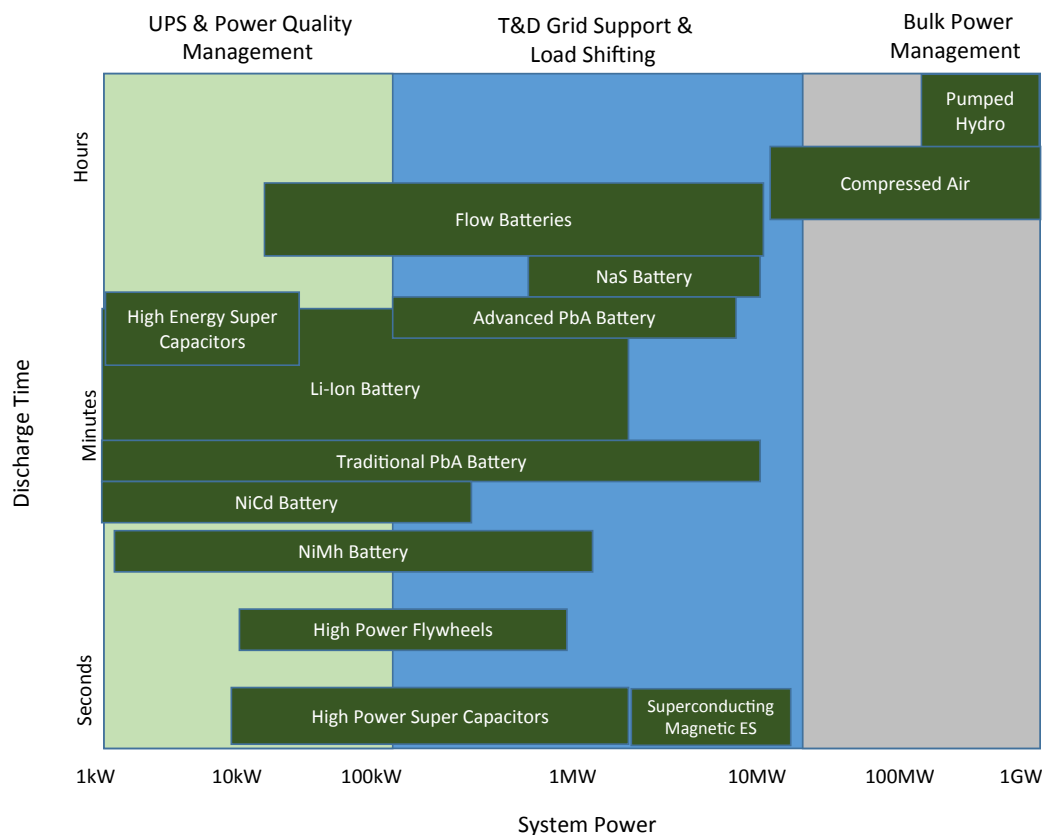 UPS & Power Quality
Management
T&D Grid Support &
Load Shifting
Bulk Power
Management
Pumped
Hydro
Hours
Compressed Air
Flow Batteries
NaS Battery
High Energy Super
Capacitors
Advanced PbA Battery
Li-Ion Battery
Discharge Time
Minutes
Traditional PbA Battery
NiCd Battery
NiMh Battery
High Power Flywheels
Seconds
High Power Super Capacitors
Superconducting
Magnetic ES
1kW 10kW 100kW 1MW 10MW 100MW 1GW
System Power